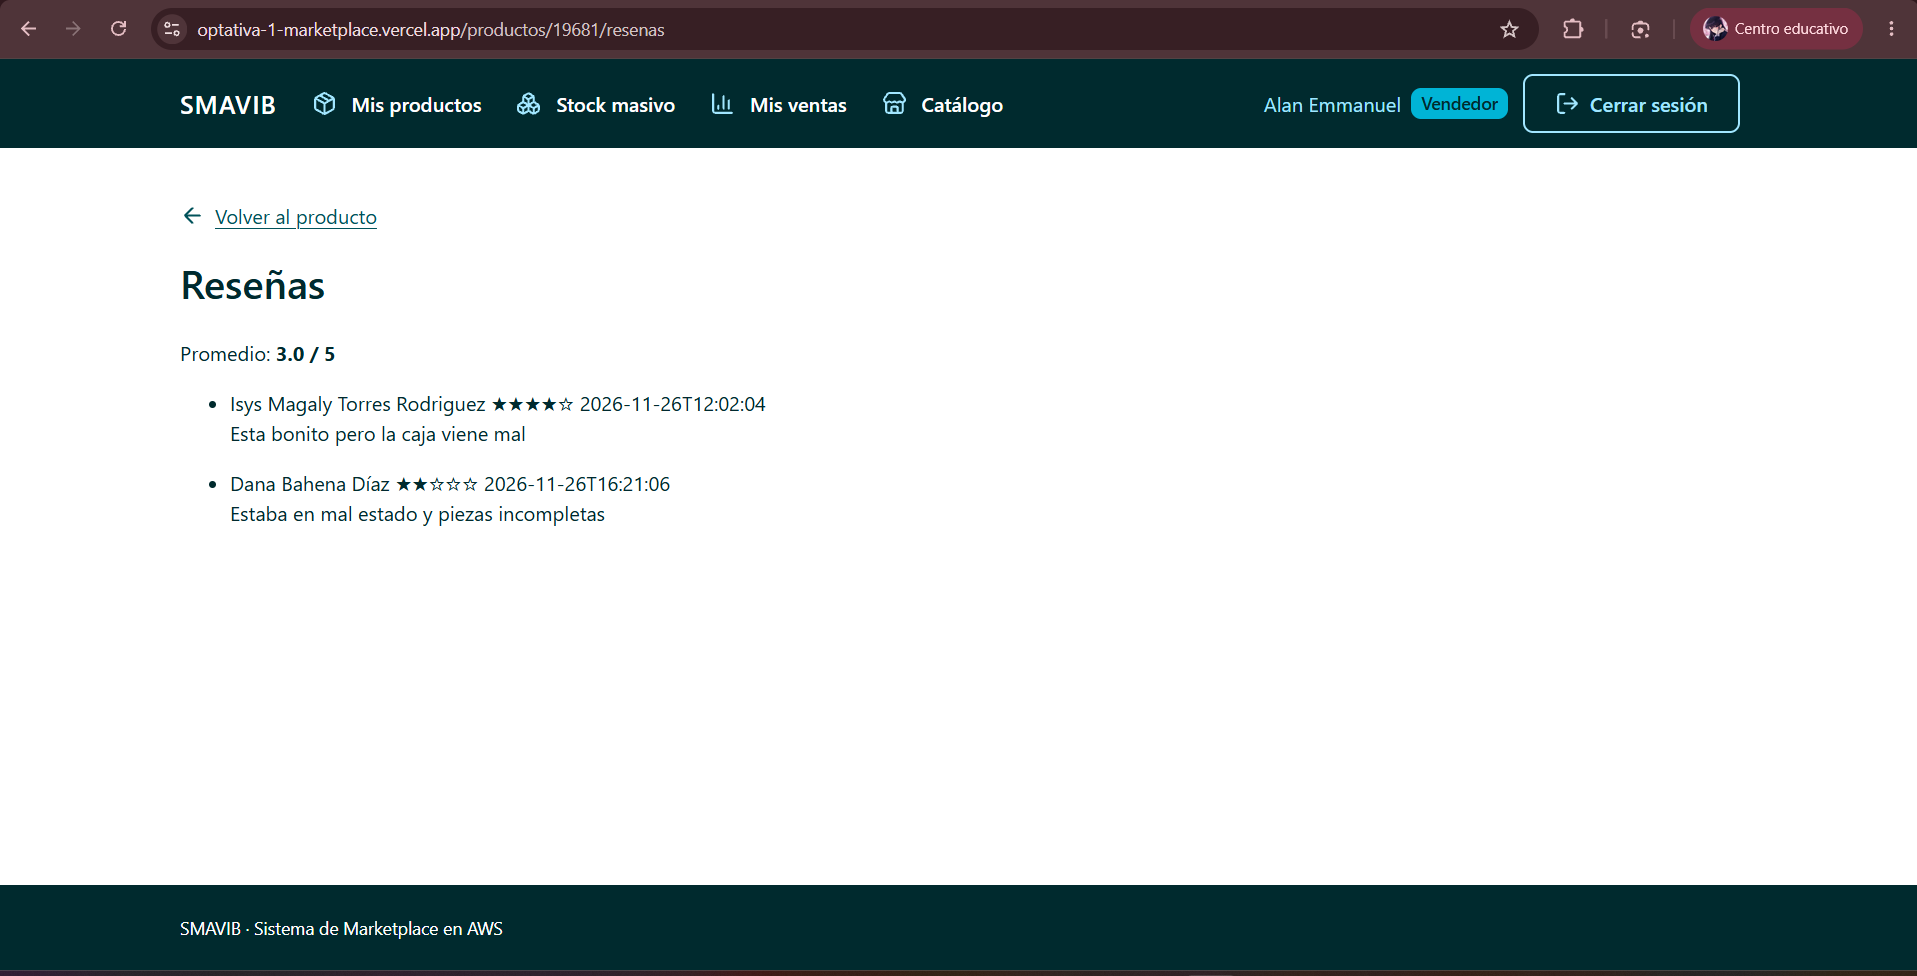 optativa-1-marketplace.vercel.app/productos/19681/resenas
Centro educativo
SMAVIB Mis productos Stock masivo Mis ventas Catálogo Alan Emmanuel Vendedor Cerrar sesión
Volver al producto
Reseñas
Promedio: 3.0 / 5
Isys Magaly Torres Rodriguez ★★★★☆ 2026-11-26T12:02:04
Esta bonito pero la caja viene mal
Dana Bahena Díaz ★★☆☆☆ 2026-11-26T16:21:06
Estaba en mal estado y piezas incompletas
SMAVIB · Sistema de Marketplace en AWS